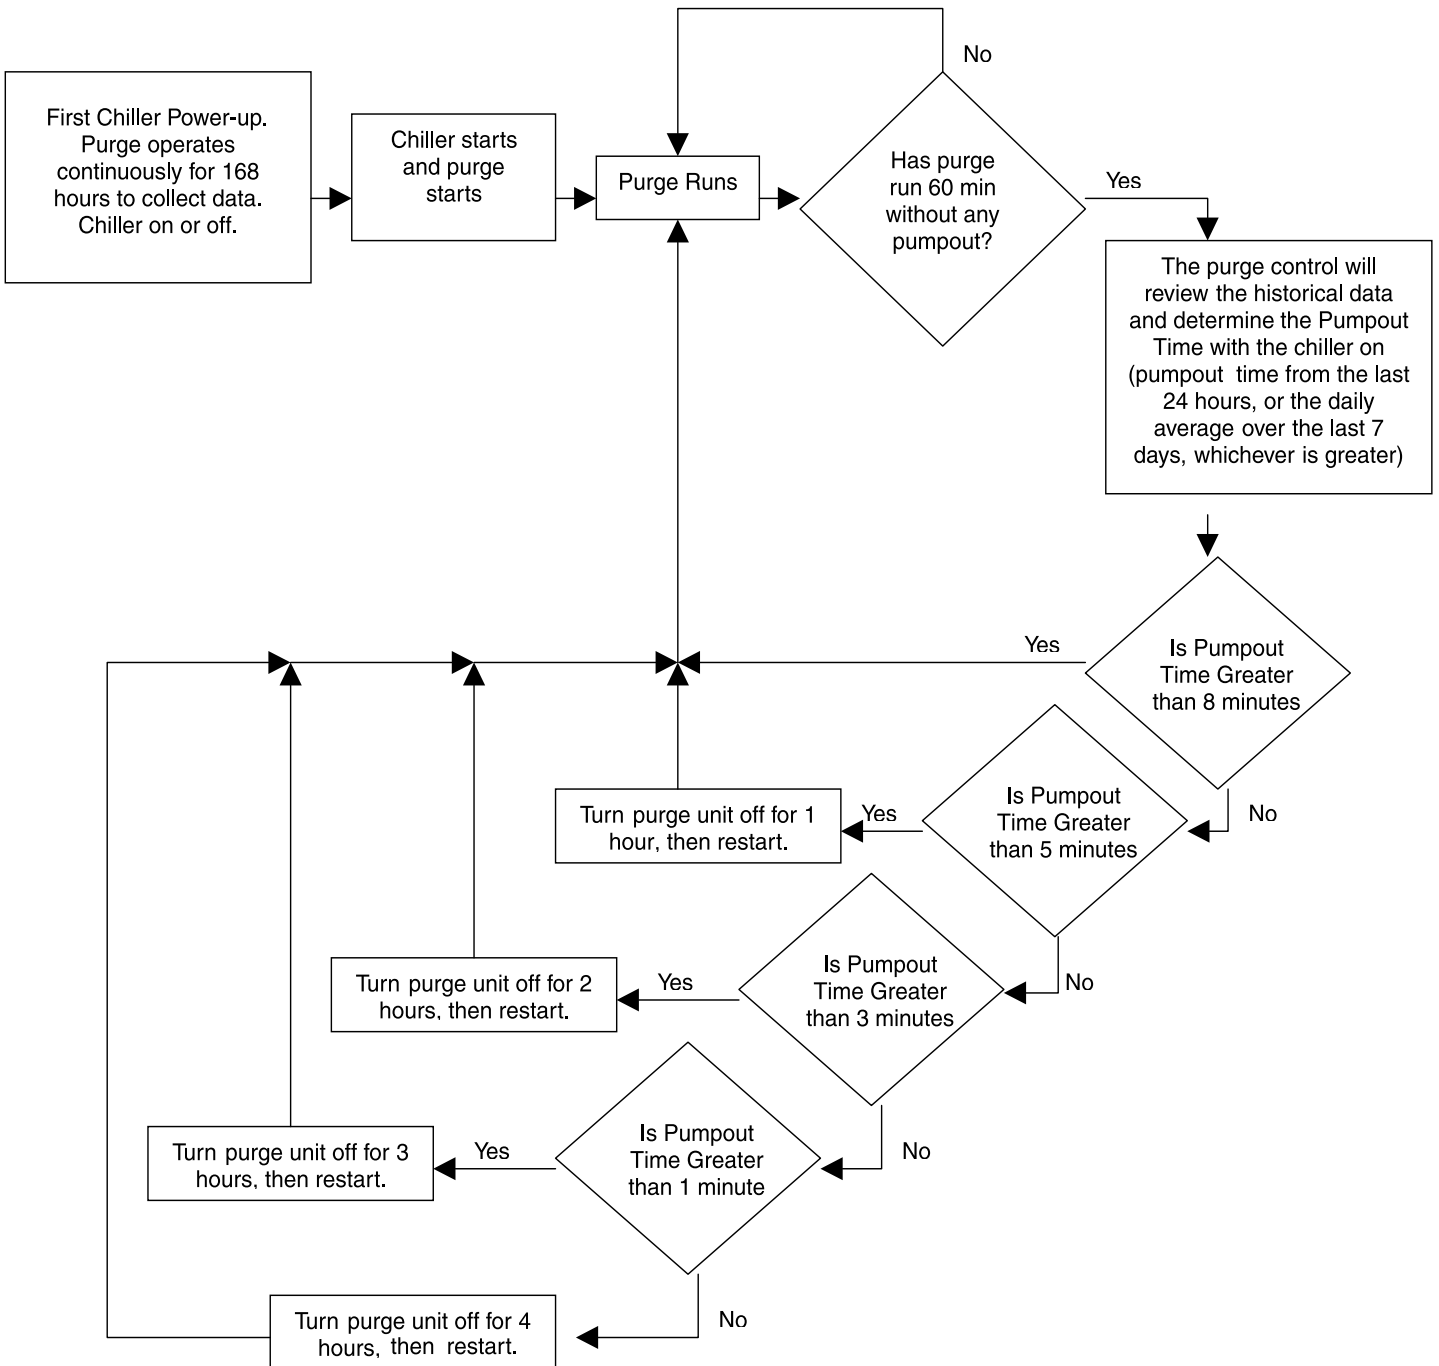 No
First Chiller Power-up.
Purge operates
continuously for 168
hours to collect data.
Chiller on or off.
Chiller starts
and purge
starts
Purge Runs
Has purge
run 60 min
without any
pumpout?
Yes
The purge control will
review the historical data
and determine the Pumpout
Time with the chiller on
(pumpout time from the last
24 hours, or the daily
average over the last 7
days, whichever is greater)
Is Pumpout
Time Greater
than 8 minutes
Yes
No
Is Pumpout
Time Greater
than 5 minutes
Yes
Turn purge unit off for 1
hour, then restart.
No
Is Pumpout
Time Greater
than 3 minutes
Yes
Turn purge unit off for 2
hours, then restart.
No
Is Pumpout
Time Greater
than 1 minute
Yes
Turn purge unit off for 3
hours, then restart.
No
Turn purge unit off for 4
hours, then restart.